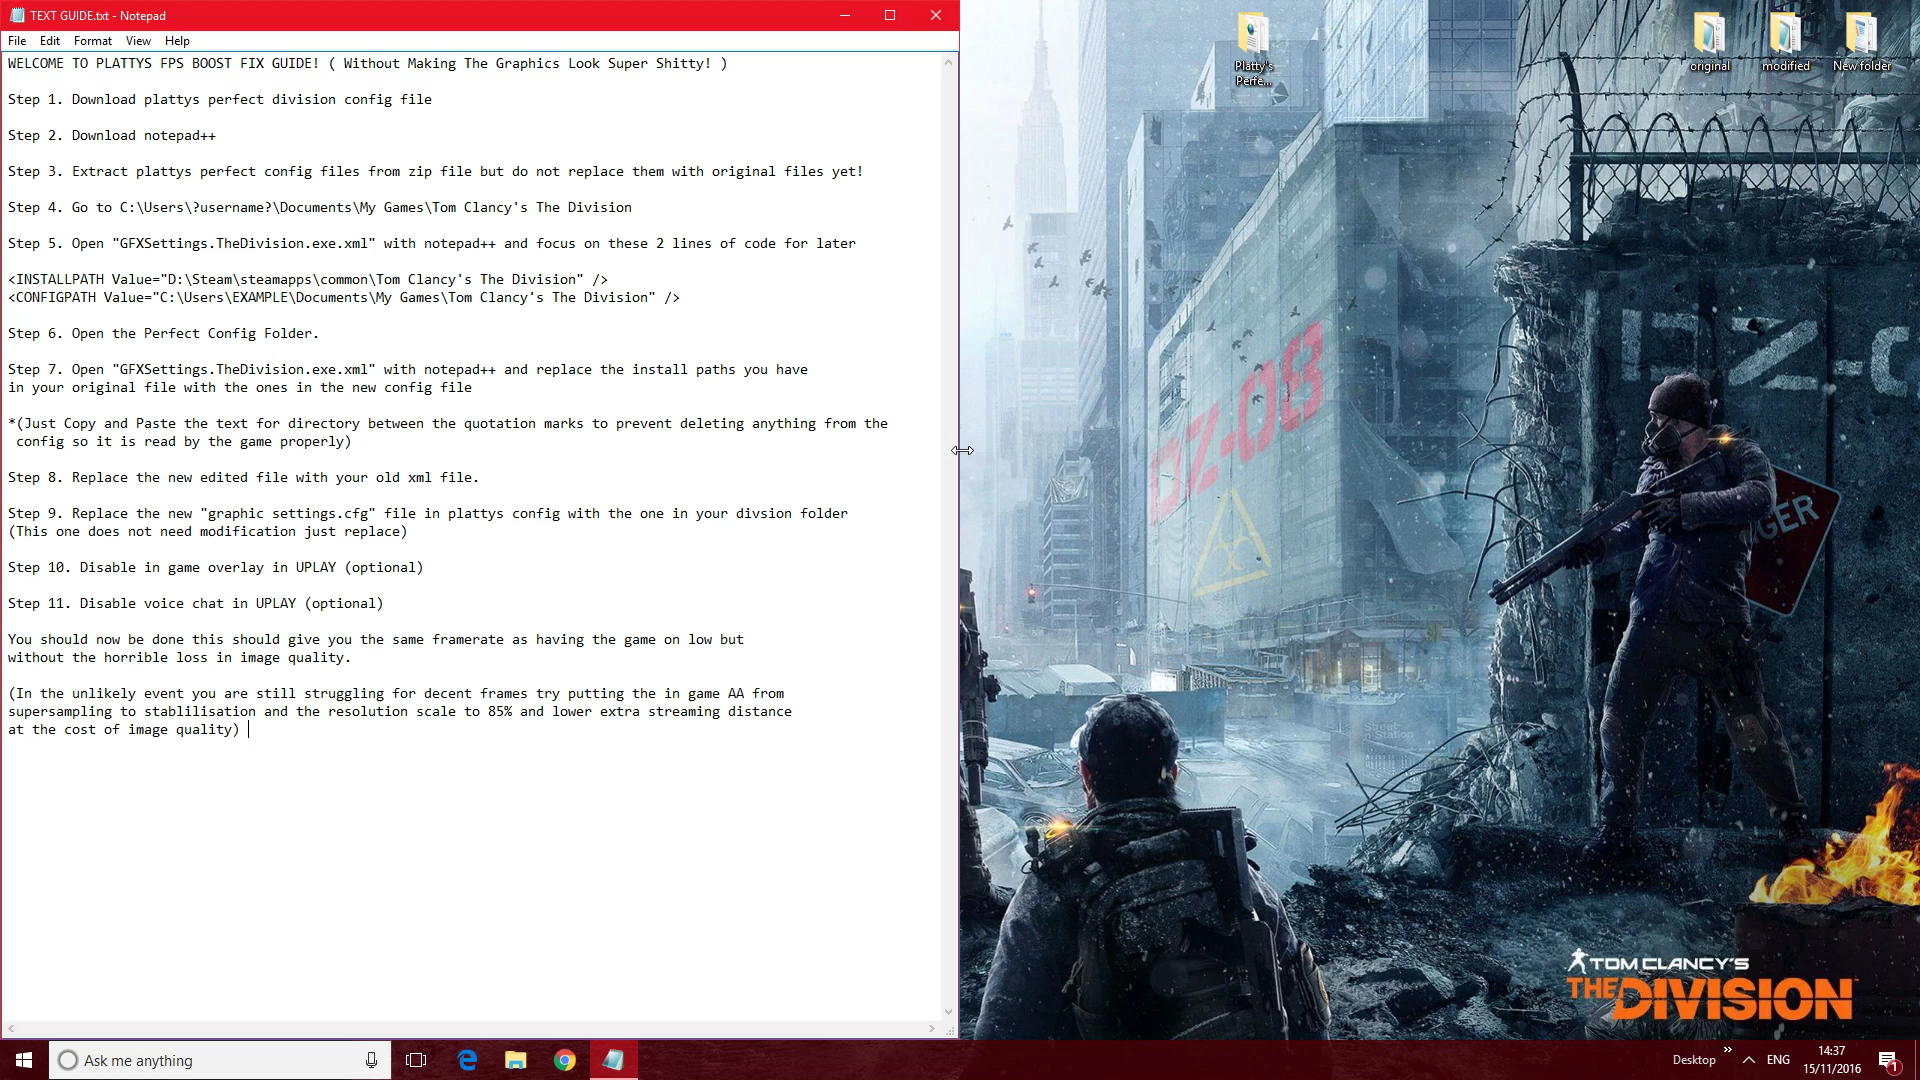 TEXT GUIDE.txt - Notepad
File Edit Format View Help
WELCOME TO PLATTYS FPS BOOST FIX GUIDE! ( Without Making The Graphics Look Super Shitty! )
Step 1. Download plattys perfect division config file
Step 2. Download notepad++
Step 3. Extract plattys perfect config files from zip file but do not replace them with original files yet!
Step 4. Go to C:\Users\?username?\Documents\My Games\Tom Clancy's The Division
Step 5. Open "GFXSettings.TheDivision.exe.xml" with notepad++ and focus on these 2 lines of code for later
<INSTALLPATH Value="D:\Steam\steamapps\common\Tom Clancy's The Division" />
<CONFIGPATH Value="C:\Users\EXAMPLE\Documents\My Games\Tom Clancy's The Division" />
Step 6. Open the Perfect Config Folder.
Step 7. Open "GFXSettings.TheDivision.exe.xml" with notepad++ and replace the install paths you have
in your original file with the ones in the new config file
*(Just Copy and Paste the text for directory between the quotation marks to prevent deleting anything from the
config so it is read by the game properly)
Step 8. Replace the new edited file with your old xml file.
Step 9. Replace the new "graphic settings.cfg" file in plattys config with the one in your divsion folder
(This one does not need modification just replace)
Step 10. Disable in game overlay in UPLAY (optional)
Step 11. Disable voice chat in UPLAY (optional)
You should now be done this should give you the same framerate as having the game on low but
without the horrible loss in image quality.
(In the unlikely event you are still struggling for decent frames try putting the in game AA from
supersampling to stablilisation and the resolution scale to 85% and lower extra streaming distance
at the cost of image quality)
Platty's
Perfe...
original
modified
New folder
DZ-08
DZ-0
GER
Street
Station
TOM CLANCY'S
THE DIVISION
Ask me anything
Desktop
ENG
14:37
15/11/2016
1